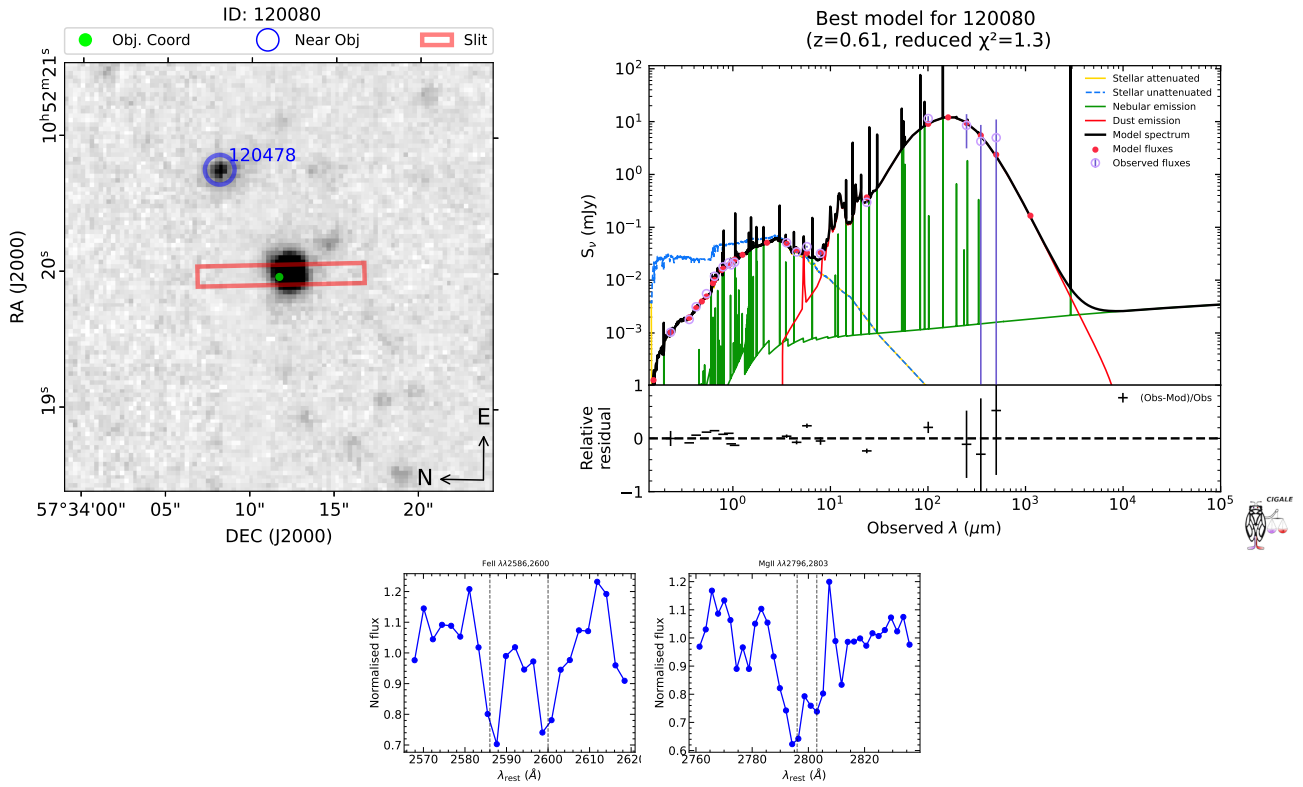 ID: 120080
Obj. Coord
Near Obj
Slit
120478
RA (J2000)
10ʰ52ᵐ21ˢ
20ˢ
19ˢ
E
N
57°34'00"
05"
10"
15"
20"
DEC (J2000)
Best model for 120080
(z=0.61, reduced χ²=1.3)
Stellar attenuated
Stellar unattenuated
Nebular emission
Dust emission
Model spectrum
Model fluxes
Observed fluxes
Sᵥ (mJy)
10²
10¹
10⁰
10⁻¹
10⁻²
10⁻³
1
0
−1
Relative
residual
(Obs-Mod)/Obs
10⁰
10¹
10²
10³
10⁴
10⁵
Observed λ (μm)
CIGALE
FeII λλ2586,2600
Normalised flux
1.2
1.1
1.0
0.9
0.8
0.7
2570
2580
2590
2600
2610
λrest (Å)
MgII λλ2796,2803
Normalised flux
1.2
1.1
1.0
0.9
0.8
0.7
0.6
2760
2780
2800
2820
λrest (Å)